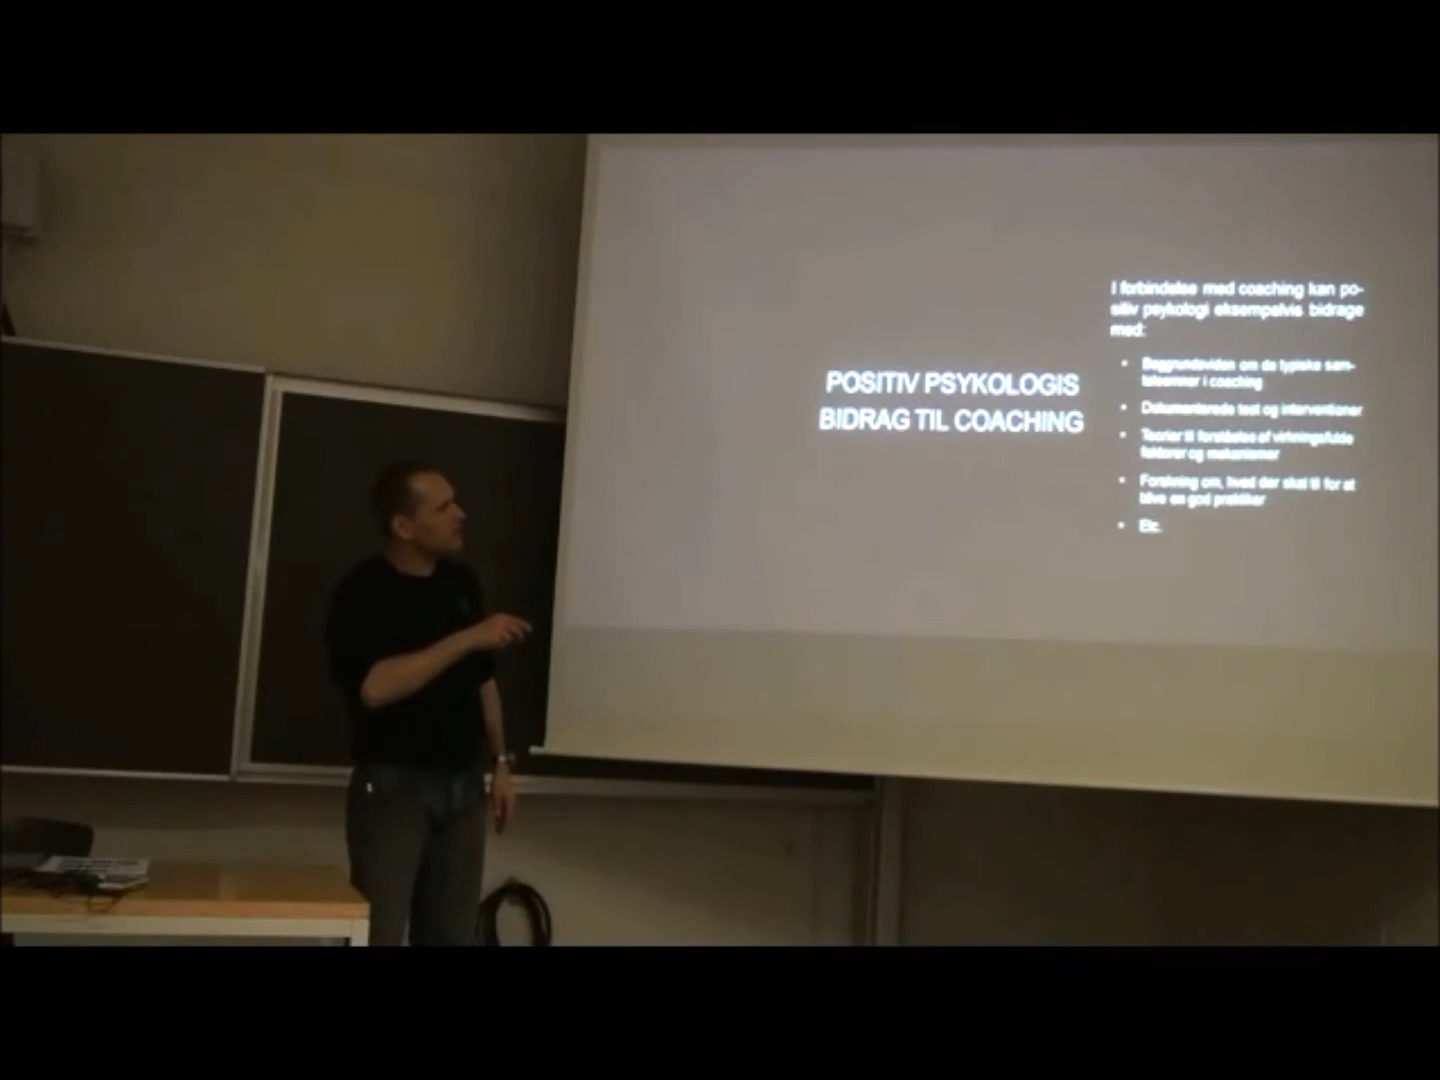 POSITIV PSYKOLOGIS
BIDRAG TIL COACHING
I forbindelse med coaching kan po-
sitiv psykologi eksempelvis bidrage
med:
• Baggrundsviden om de typiske sam-
taleemner i coaching
• Dokumenterede test og interventioner
• Teorier til forståelse af virkningsfulde
faktorer og mekanismer
• Forskning om, hvad der skal til for at
blive en god praktiker
• Etc.